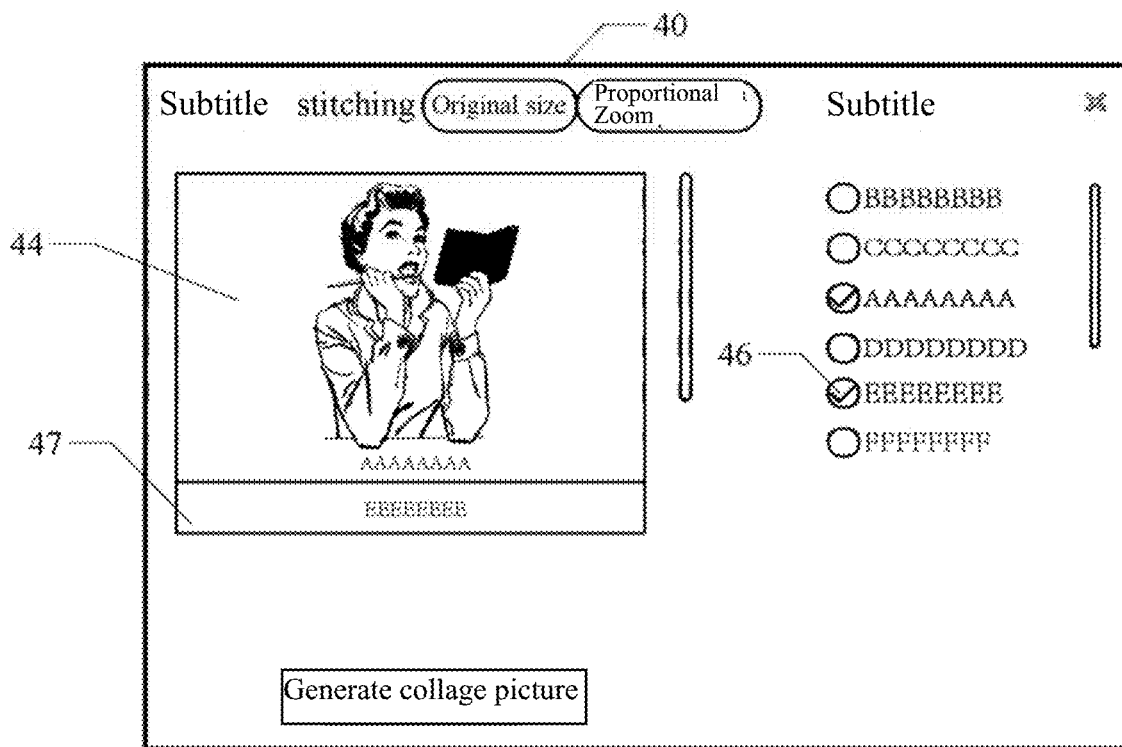 40
Subtitle stitching Original size Proportional Zoom Subtitle
44
BBBBBBBB
CCCCCCCC
AAAAAAAA
DDDDDDDD
46
EEEEEEEE
FFFFFFFF
47
AAAAAAAA
EEEEEEEE
Generate collage picture